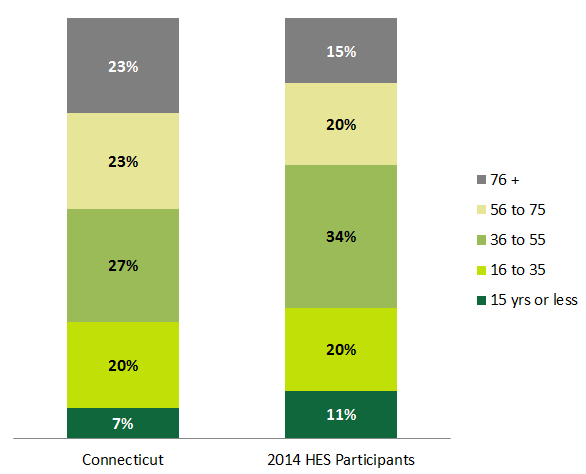 23%
15%
23%
20%
27%
34%
20%
20%
7%
11%
76 +
56 to 75
36 to 55
16 to 35
15 yrs or less
Connecticut
2014 HES Participants